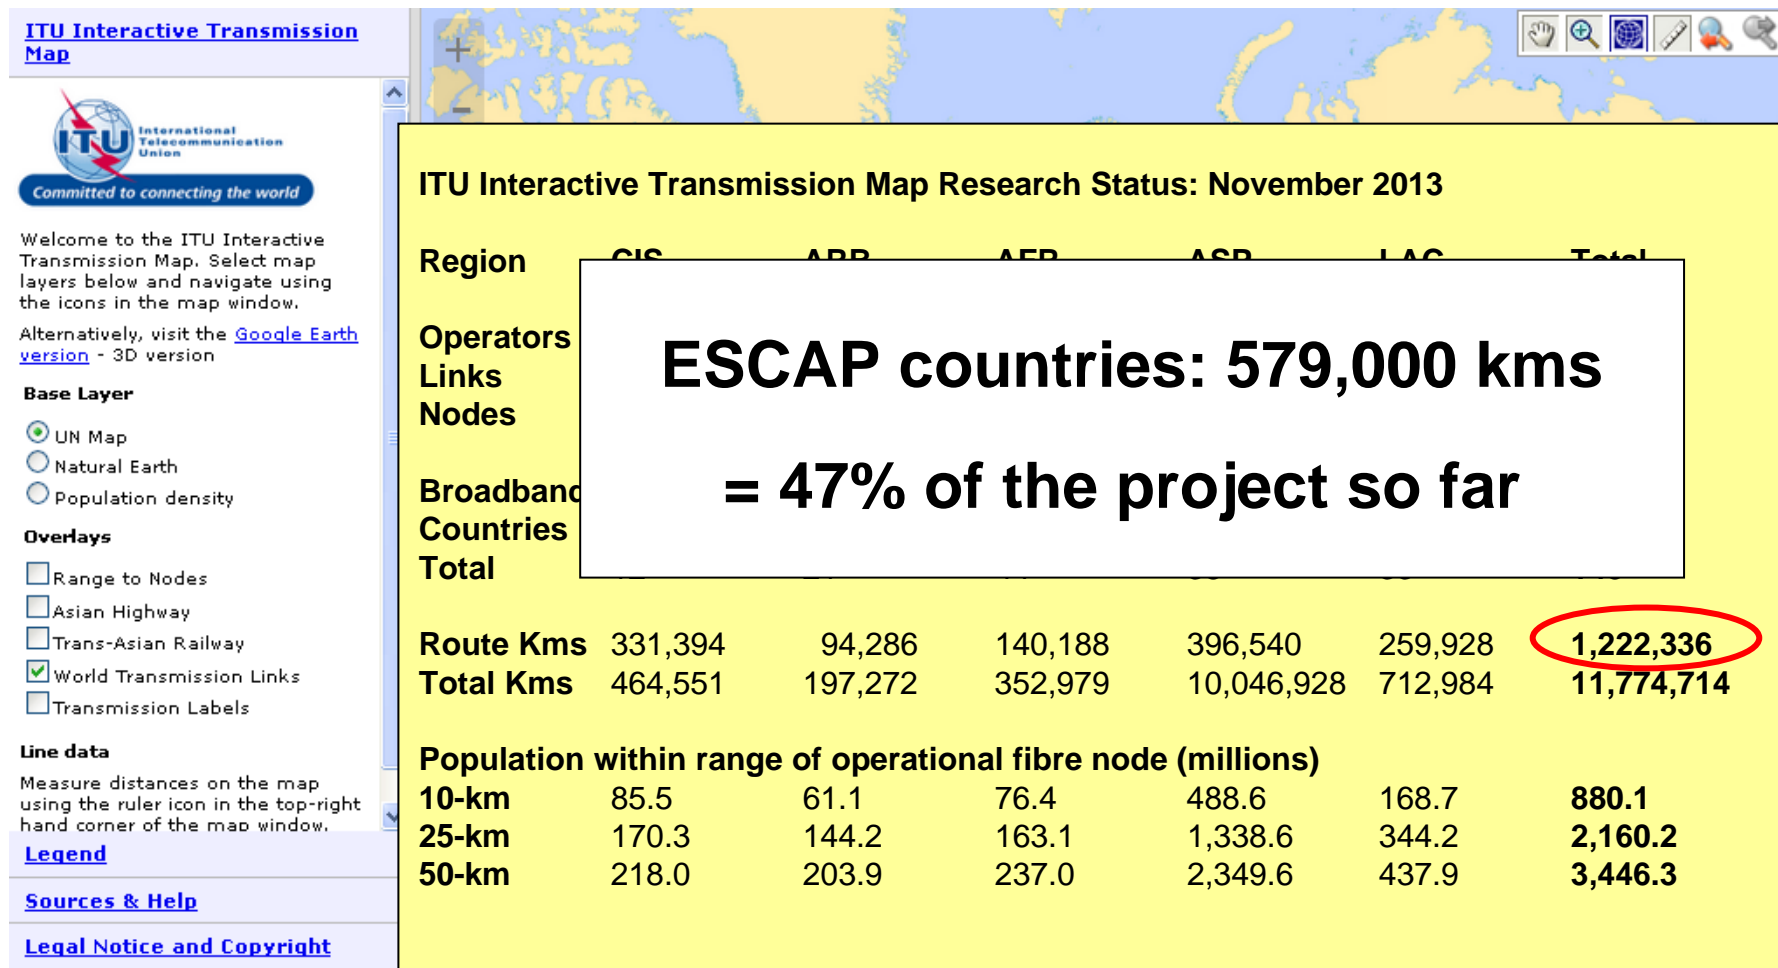 ITU Interactive Transmission
Map
ITU
International
Telecommunication
Union
Committed to connecting the world
Welcome to the ITU Interactive
Transmission Map. Select map
layers below and navigate using
the icons in the map window.
Alternatively, visit the Google Earth
version - 3D version
Base Layer
UN Map
Natural Earth
Population density
Overlays
Range to Nodes
Asian Highway
Trans-Asian Railway
World Transmission Links
Transmission Labels
Line data
Measure distances on the map
using the ruler icon in the top-right
hand corner of the map window.
Legend
Sources & Help
Legal Notice and Copyright
ITU Interactive Transmission Map Research Status: November 2013
Region CIS ARB AFR ASP LAC Total
Operators
Links
Nodes
Broadband
Countries
Total
ESCAP countries: 579,000 kms
= 47% of the project so far
Route Kms 331,394 94,286 140,188 396,540 259,928 1,222,336
Total Kms 464,551 197,272 352,979 10,046,928 712,984 11,774,714
Population within range of operational fibre node (millions)
10-km 85.5 61.1 76.4 488.6 168.7 880.1
25-km 170.3 144.2 163.1 1,338.6 344.2 2,160.2
50-km 218.0 203.9 237.0 2,349.6 437.9 3,446.3